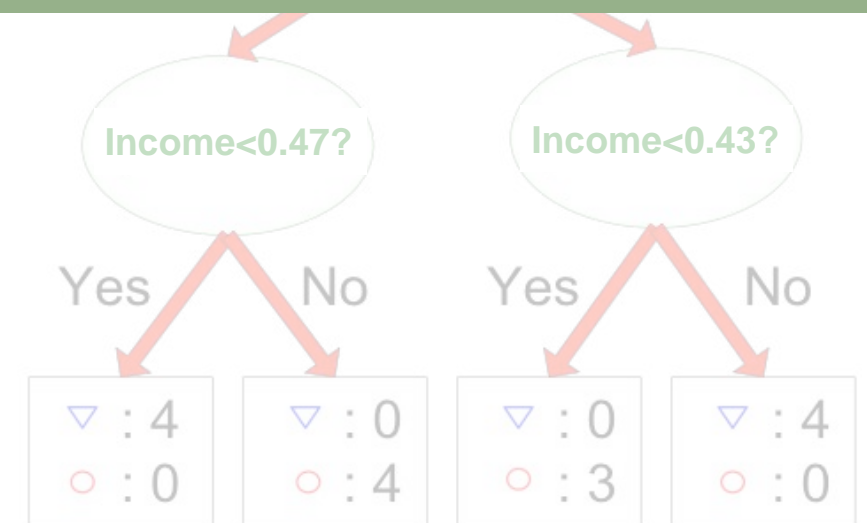 Income<0.47? Income<0.43?
Yes No Yes No
: 4 : 0 : 0 : 4
: 0 : 4 : 3 : 0